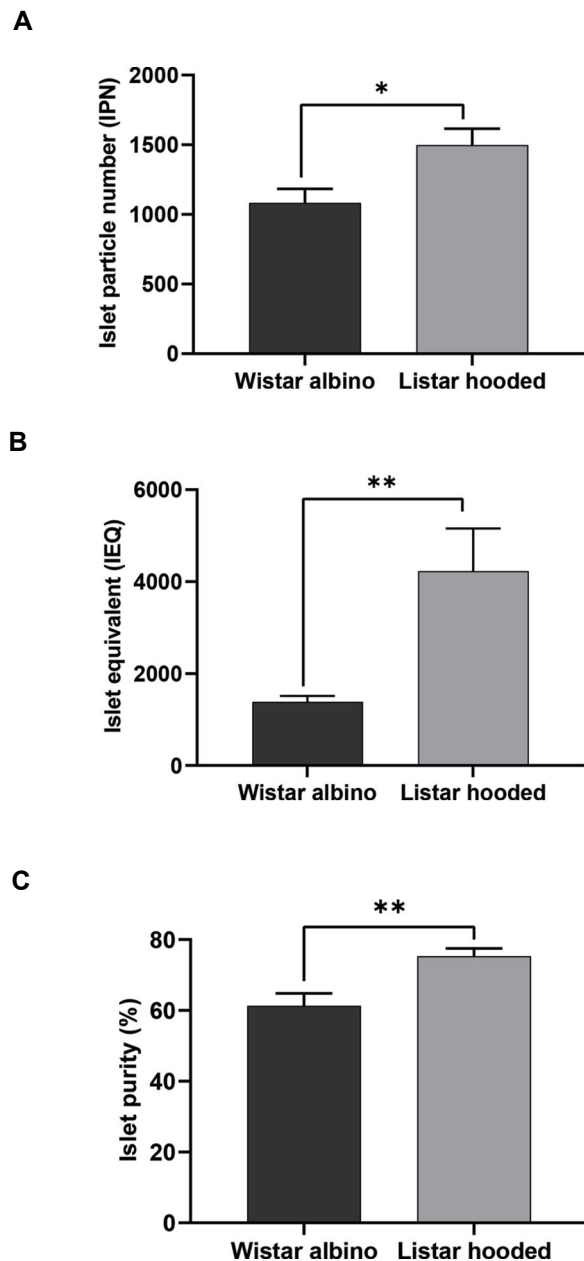 A
Islet particle number (IPN)
2000
1500
1000
500
0
*
Wistar albino Listar hooded
B
Islet equivalent (IEQ)
6000
4000
2000
0
**
Wistar albino Listar hooded
C
Islet purity (%)
80
60
40
20
0
**
Wistar albino Listar hooded